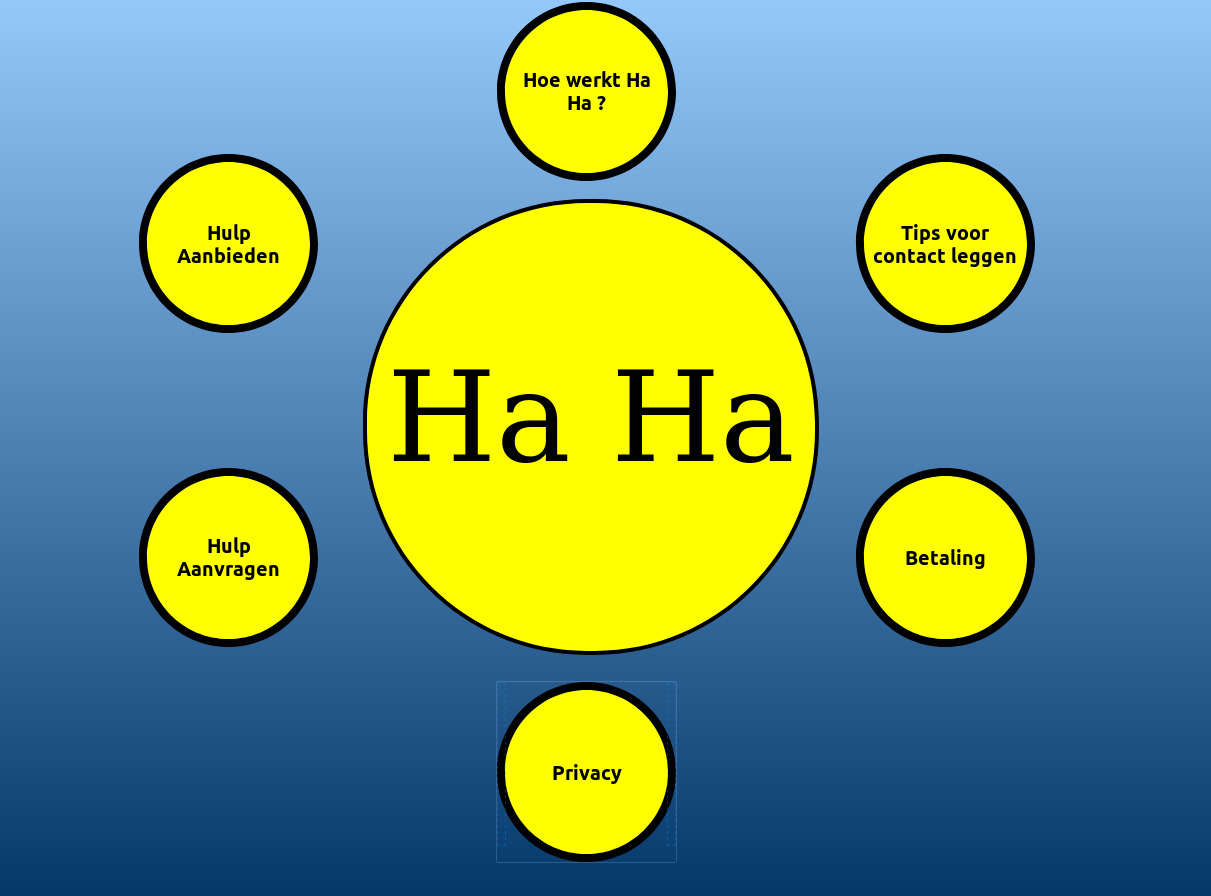 Hoe werkt Ha
Ha ?
Hulp
Aanbieden
Tips voor
contact leggen
Ha Ha
Hulp
Aanvragen
Betaling
Privacy